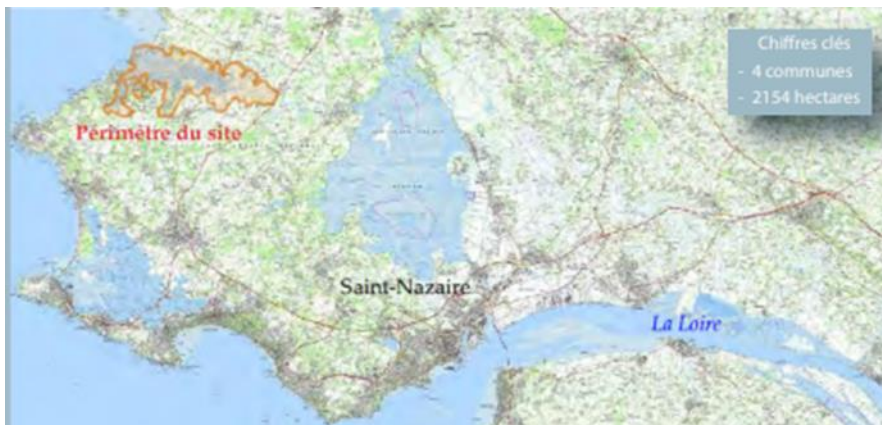 Chiffres clés
- 4 communes
- 2154 hectares
Périmètre du site
Saint-Nazaire
La Loire